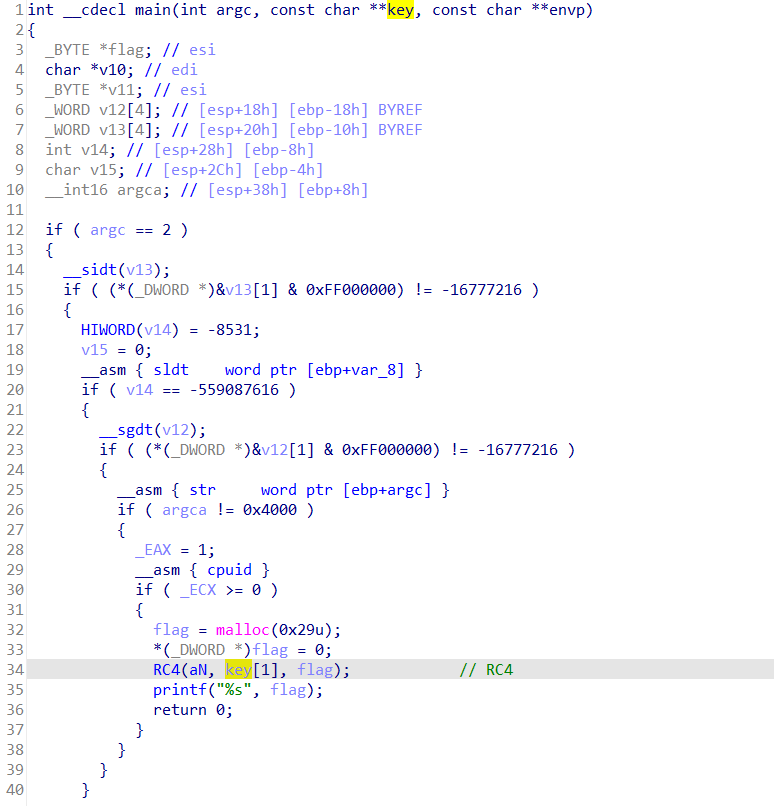 1 int __cdecl main(int argc, const char **key, const char **envp)
2 {
3   _BYTE *flag; // esi
4   char *v10; // edi
5   _BYTE *v11; // esi
6   _WORD v12[4]; // [esp+18h] [ebp-18h] BYREF
7   _WORD v13[4]; // [esp+20h] [ebp-10h] BYREF
8   int v14; // [esp+28h] [ebp-8h]
9   char v15; // [esp+2Ch] [ebp-4h]
10   __int16 argca; // [esp+38h] [ebp+8h]
11
12   if ( argc == 2 )
13   {
14     __sidt(v13);
15     if ( (*(_DWORD *)&v13[1] & 0xFF000000) != -16777216 )
16     {
17       HIWORD(v14) = -8531;
18       v15 = 0;
19       __asm { sldt    word ptr [ebp+var_8] }
20       if ( v14 == -559087616 )
21       {
22         __sgdt(v12);
23         if ( (*(_DWORD *)&v12[1] & 0xFF000000) != -16777216 )
24         {
25           __asm { str     word ptr [ebp+argc] }
26           if ( argca != 0x4000 )
27           {
28             _EAX = 1;
29             __asm { cpuid }
30             if ( _ECX >= 0 )
31             {
32               flag = malloc(0x29u);
33               *(_DWORD *)flag = 0;
34               RC4(aN, key[1], flag);            // RC4
35               printf("%s", flag);
36               return 0;
37             }
38           }
39         }
40       }